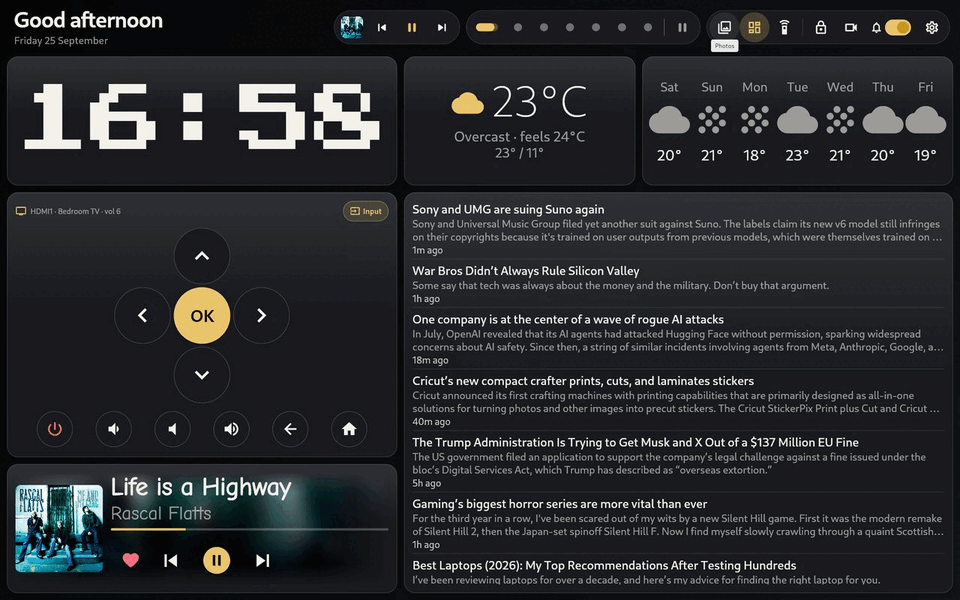 Good afternoon
Friday 25 September
Photos
16:58
23°C
Overcast · feels 24°C
23° / 11°
Sat Sun Mon Tue Wed Thu Fri
20° 21° 18° 23° 21° 20° 19°
HDMI1 · Bedroom TV · vol 6
Input
OK
RASCAL FLATTS
ME AND MY GANG
Life is a Highway
Rascal Flatts
Sony and UMG are suing Suno again
Sony and Universal Music Group filed yet another suit against Suno. The labels claim its new v6 model still infringes
on their copyrights because it's trained on user outputs from previous models, which were themselves trained on ...
1m ago
War Bros Didn't Always Rule Silicon Valley
Some say that tech was always about the money and the military. Don't buy that argument.
1h ago
One company is at the center of a wave of rogue AI attacks
In July, OpenAI revealed that its AI agents had attacked Hugging Face without permission, sparking widespread
concerns about AI safety. Since then, a string of similar incidents involving agents from Meta, Anthropic, Google, a...
18m ago
Cricut's new compact crafter prints, cuts, and laminates stickers
Cricut announced its first crafting machines with printing capabilities that are primarily designed as all-in-one
solutions for turning photos and other images into precut stickers. The Cricut StickerPix Print plus Cut and Cricut ...
40m ago
The Trump Administration Is Trying to Get Musk and X Out of a $137 Million EU Fine
The US government filed an application to support the company's legal challenge against a fine issued under the
bloc's Digital Services Act, which Trump has described as "overseas extortion."
5h ago
Gaming's biggest horror series are more vital than ever
For the third year in a row, I've been scared out of my wits by a new Silent Hill game. First it was the modern remake
of Silent Hill 2, then the Japan-set spinoff Silent Hill F. Now I find myself slowly crawling through a quaint Scottish...
1h ago
Best Laptops (2026): My Top Recommendations After Testing Hundreds
I've been reviewing laptops for over a decade, and here's my advice for finding the right laptop for you.